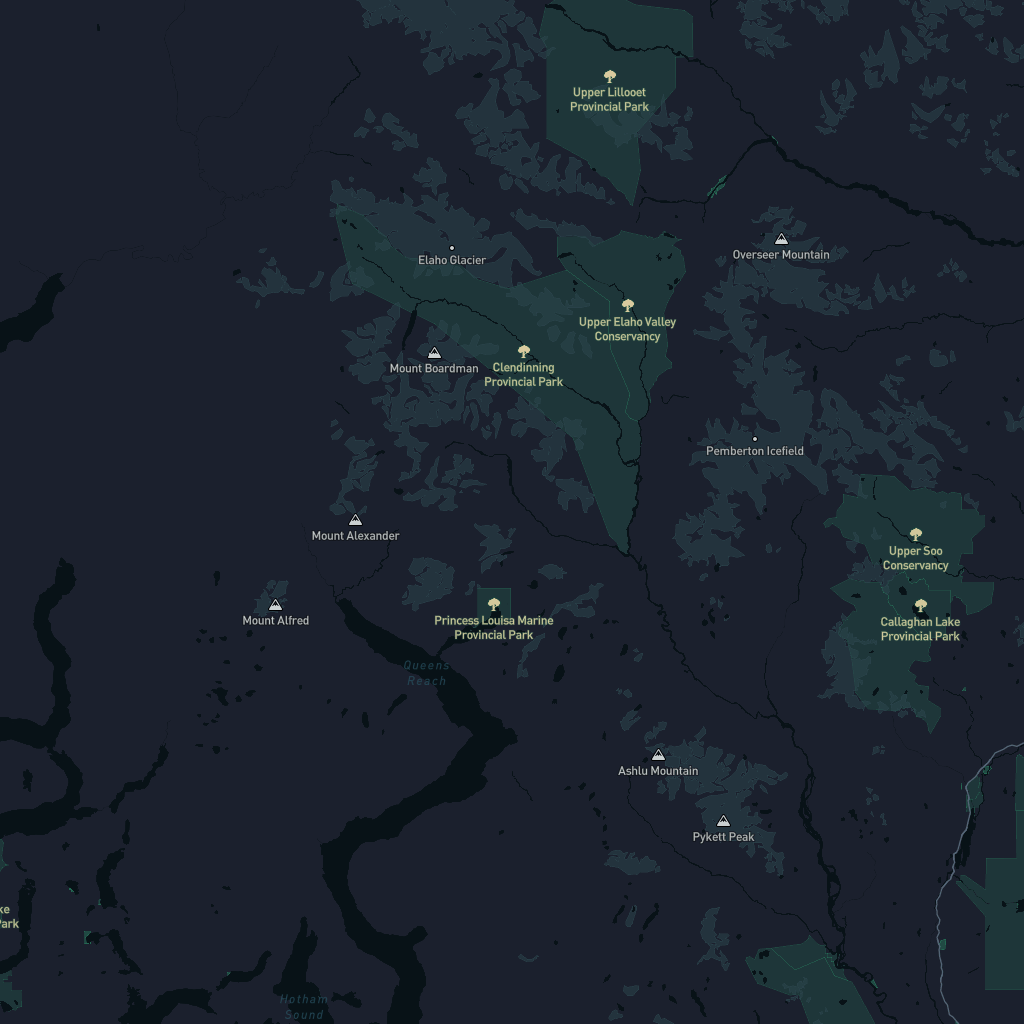 Upper Lillooet
Provincial Park
Overseer Mountain
Elaho Glacier
Upper Elaho Valley
Conservancy
Mount Boardman
Clendinning
Provincial Park
Pemberton Icefield
Mount Alexander
Upper Soo
Conservancy
Mount Alfred
Princess Louisa Marine
Provincial Park
Callaghan Lake
Provincial Park
Queens
Reach
Ashlu Mountain
Pykett Peak
ke
Park
Hotham
Sound